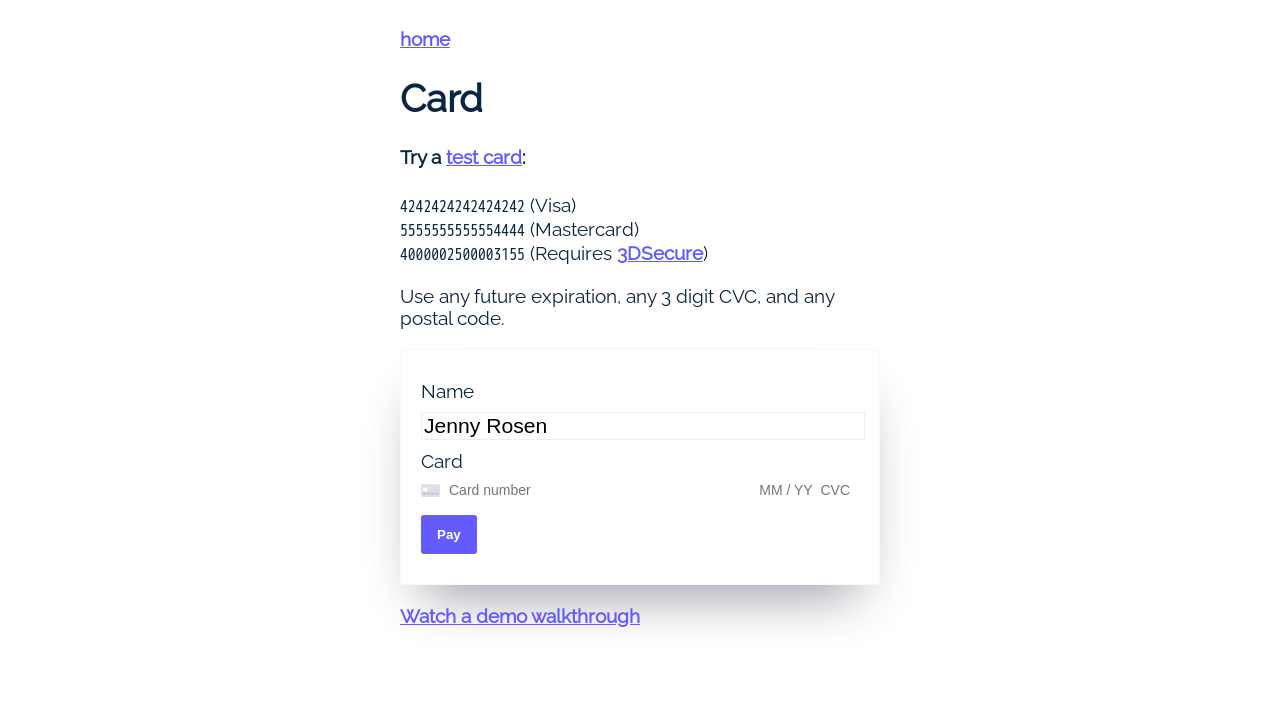 home
Card
Try a test card:
4242424242424242 (Visa)
5555555555554444 (Mastercard)
4000002500003155 (Requires 3DSecure)
Use any future expiration, any 3 digit CVC, and any
postal code.
Name
Jenny Rosen
Card
Card number MM / YY CVC
Pay
Watch a demo walkthrough